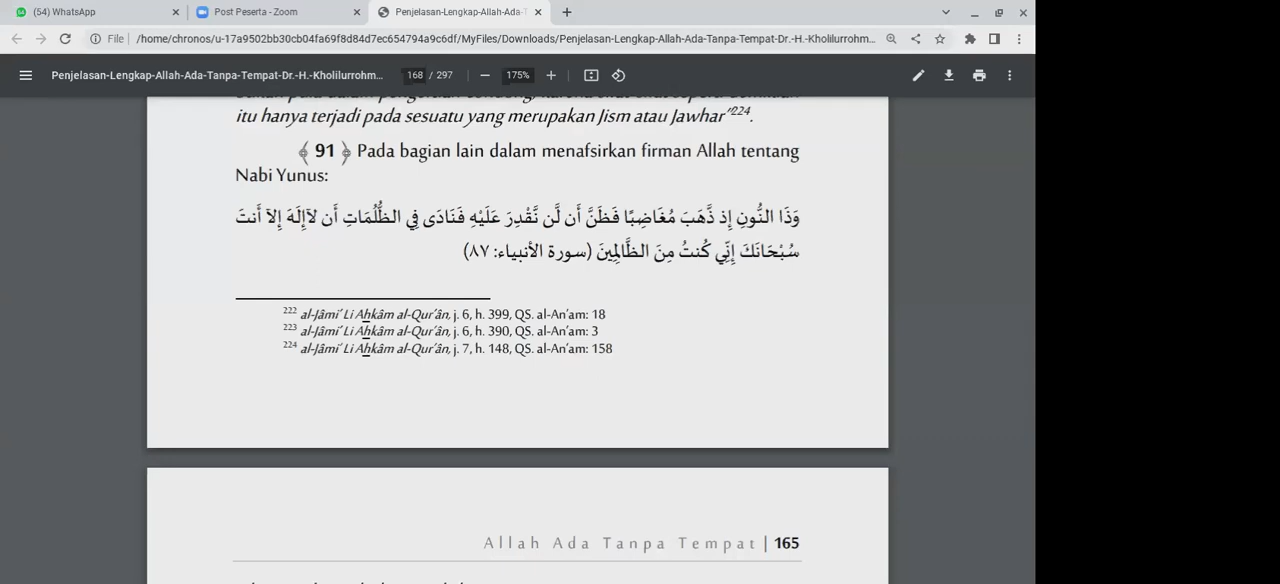 (54) WhatsApp
Post Peserta - Zoom
Penjelasan-Lengkap-Allah-Ada-T
File
/home/chronos/u-17a9502bb30cb04fa69f8d84d7ec654794a9c6df/MyFiles/Downloads/Penjelasan-Lengkap-Allah-Ada-Tanpa-Tempat-Dr.-H.-Kholilurrohm...
Penjelasan-Lengkap-Allah-Ada-Tanpa-Tempat-Dr.-H.-Kholilurrohm...
168 / 297
175%
itu hanya terjadi pada sesuatu yang merupakan Jism atau Jawhar”224.
﴾ 91 ﴿ Pada bagian lain dalam menafsirkan firman Allah tentang
Nabi Yunus:
وَذَا النُّونِ إِذ ذَّهَبَ مُغَاضِبًا فَظَنَّ أَن لَّن نَّقْدِرَ عَلَيْهِ فَنَادَى فِي الظُّلُمَاتِ أَن لآإِلَهَ إِلآ أَنتَ
سُبْحَانَكَ إِنِّي كُنتُ مِنَ الظَّالِمِينَ (سورة الأنبياء: ٨٧)
222 al-Jâmi’ Li Ahkâm al-Qur’ân, j. 6, h. 399, QS. al-An’am: 18
223 al-Jâmi’ Li Ahkâm al-Qur’ân, j. 6, h. 390, QS. al-An’am: 3
224 al-Jâmi’ Li Ahkâm al-Qur’ân, j. 7, h. 148, QS. al-An’am: 158
Allah Ada Tanpa Tempat | 165